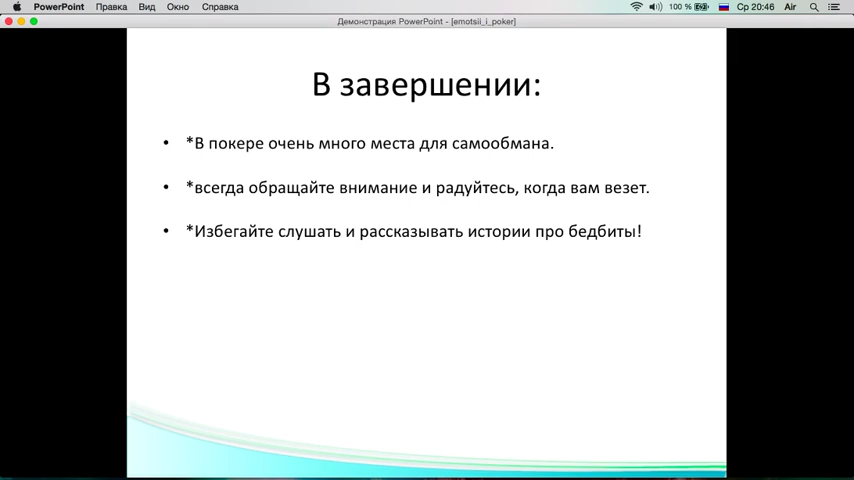 PowerPoint Правка Вид Окно Справка 100 % Ср 20:46 Air
Демонстрация PowerPoint - [emotsii_i_poker]
В завершении:
• *В покере очень много места для самообмана.
• *всегда обращайте внимание и радуйтесь, когда вам везет.
• *Избегайте слушать и рассказывать истории про бедбиты!